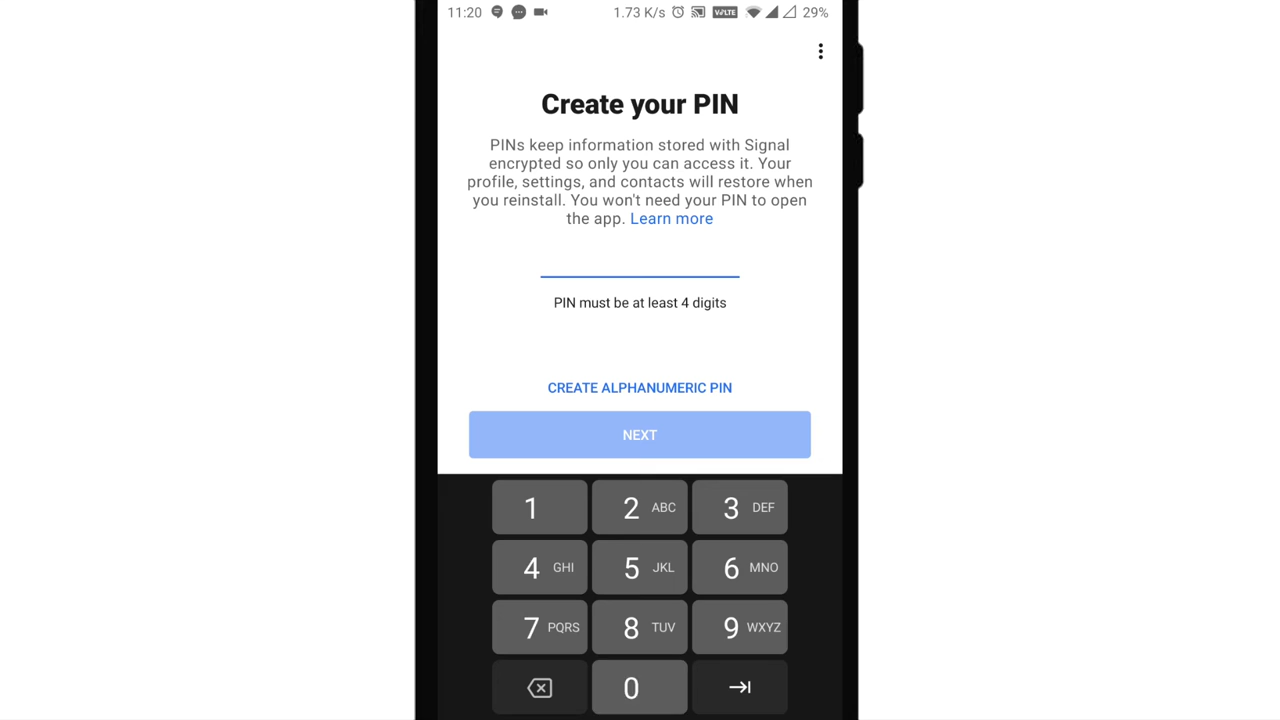 11:20 1.73 K/s VoLTE 29%
Create your PIN
PINs keep information stored with Signal
encrypted so only you can access it. Your
profile, settings, and contacts will restore when
you reinstall. You won't need your PIN to open
the app. Learn more
PIN must be at least 4 digits
CREATE ALPHANUMERIC PIN
NEXT
1 2 ABC 3 DEF
4 GHI 5 JKL 6 MNO
7 PQRS 8 TUV 9 WXYZ
0